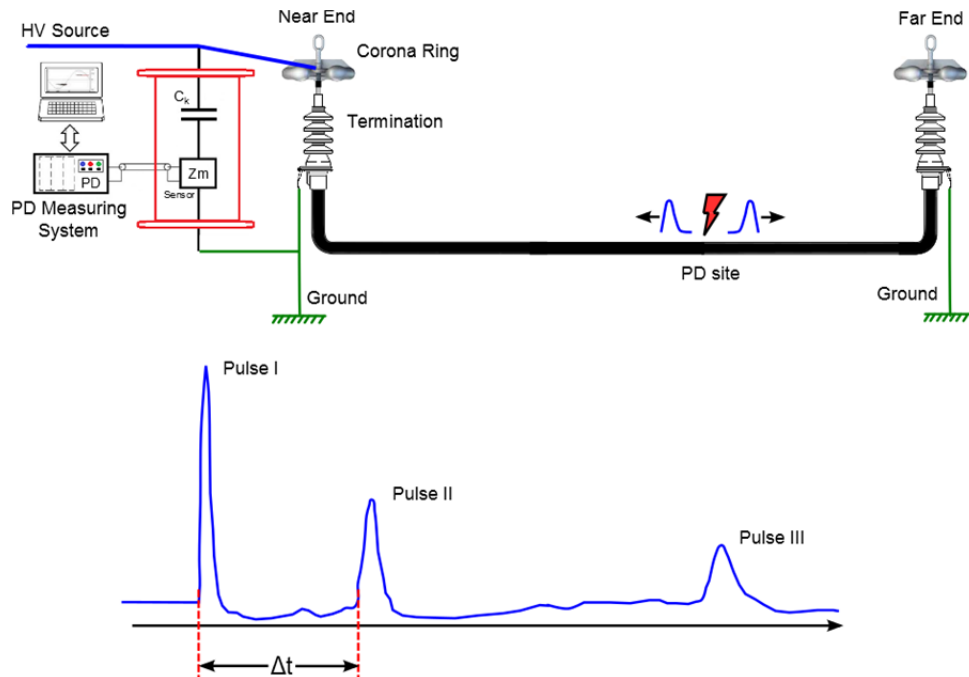 Near End
Far End
HV Source
Corona Ring
Ck
Termination
PD
Zm
Sensor
PD Measuring
System
PD site
Ground
Ground
Pulse I
Pulse II
Pulse III
Δt